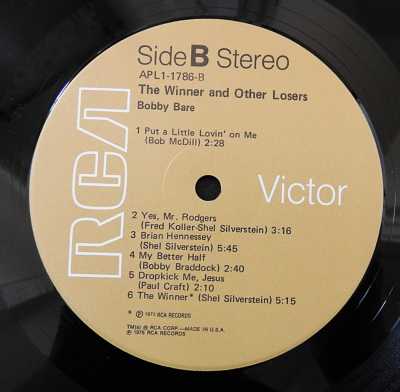 Side B Stereo
APL1-1786-B
The Winner and Other Losers
Bobby Bare
1 Put a Little Lovin' on Me
(Bob McDill) 2:28
RCA Victor
2 Yes, Mr. Rodgers
(Fred Koller-Shel Silverstein) 3:16
3 Brian Hennessey
(Shel Silverstein) 5:45
4 My Better Half
(Bobby Braddock) 2:40
5 Dropkick Me, Jesus
(Paul Craft) 2:10
6 The Winner* (Shel Silverstein) 5:15
* ℗ 1975 RCA RECORDS
TM(s) ® RCA CORP.—MADE IN U.S.A.
℗ 1976 RCA RECORDS